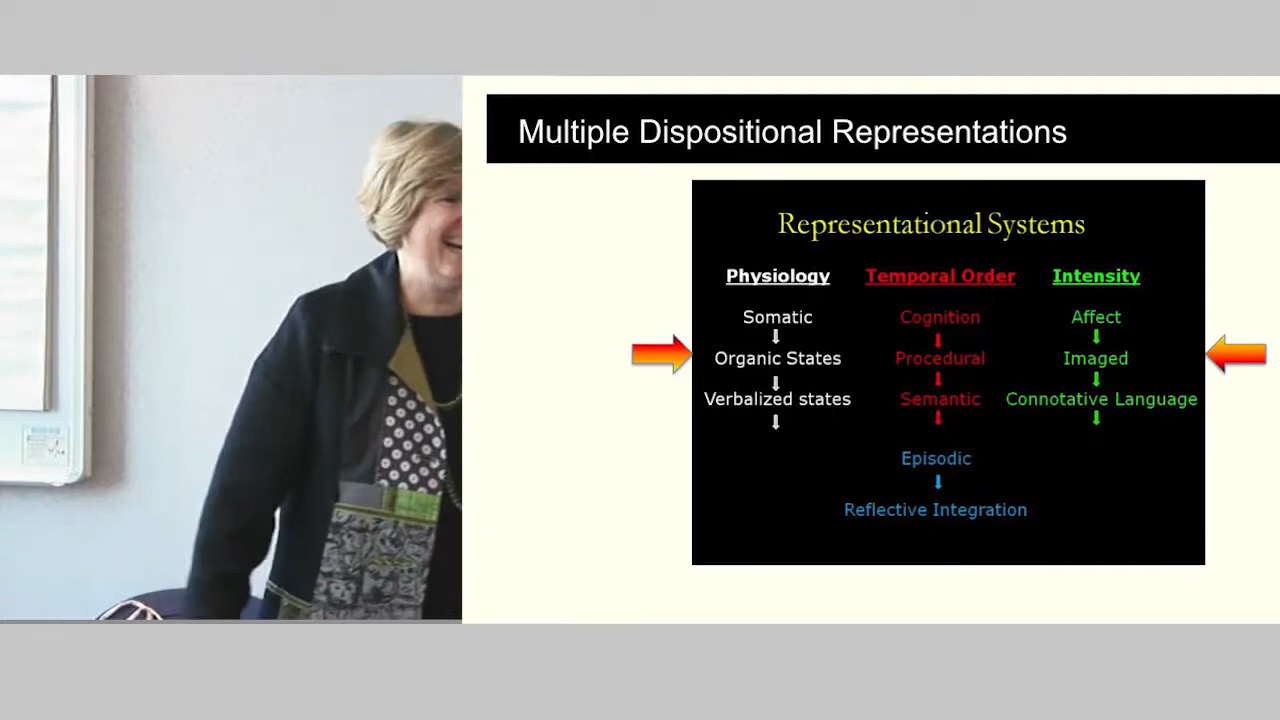 Multiple Dispositional Representations
Representational Systems
Physiology Temporal Order Intensity
Somatic Cognition Affect
Organic States Procedural Imaged
Verbalized states Semantic Connotative Language
Episodic
Reflective Integration